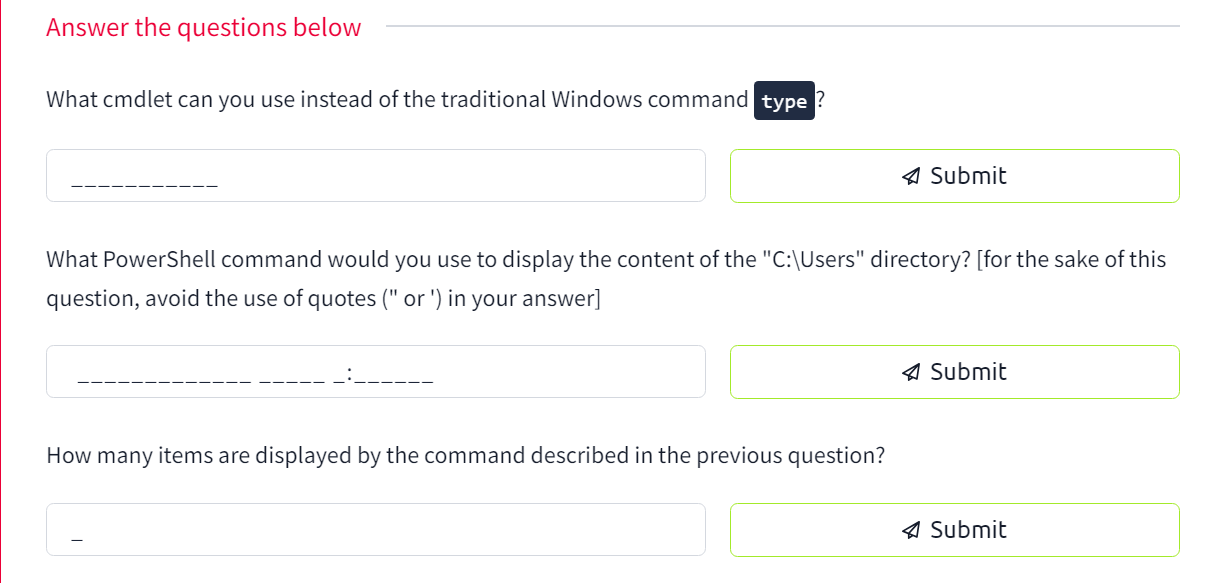 Answer the questions below
What cmdlet can you use instead of the traditional Windows command type ?
___________
Submit
What PowerShell command would you use to display the content of the "C:\Users" directory? [for the sake of this
question, avoid the use of quotes (" or ') in your answer]
_____________ _____ _:______
Submit
How many items are displayed by the command described in the previous question?
_
Submit